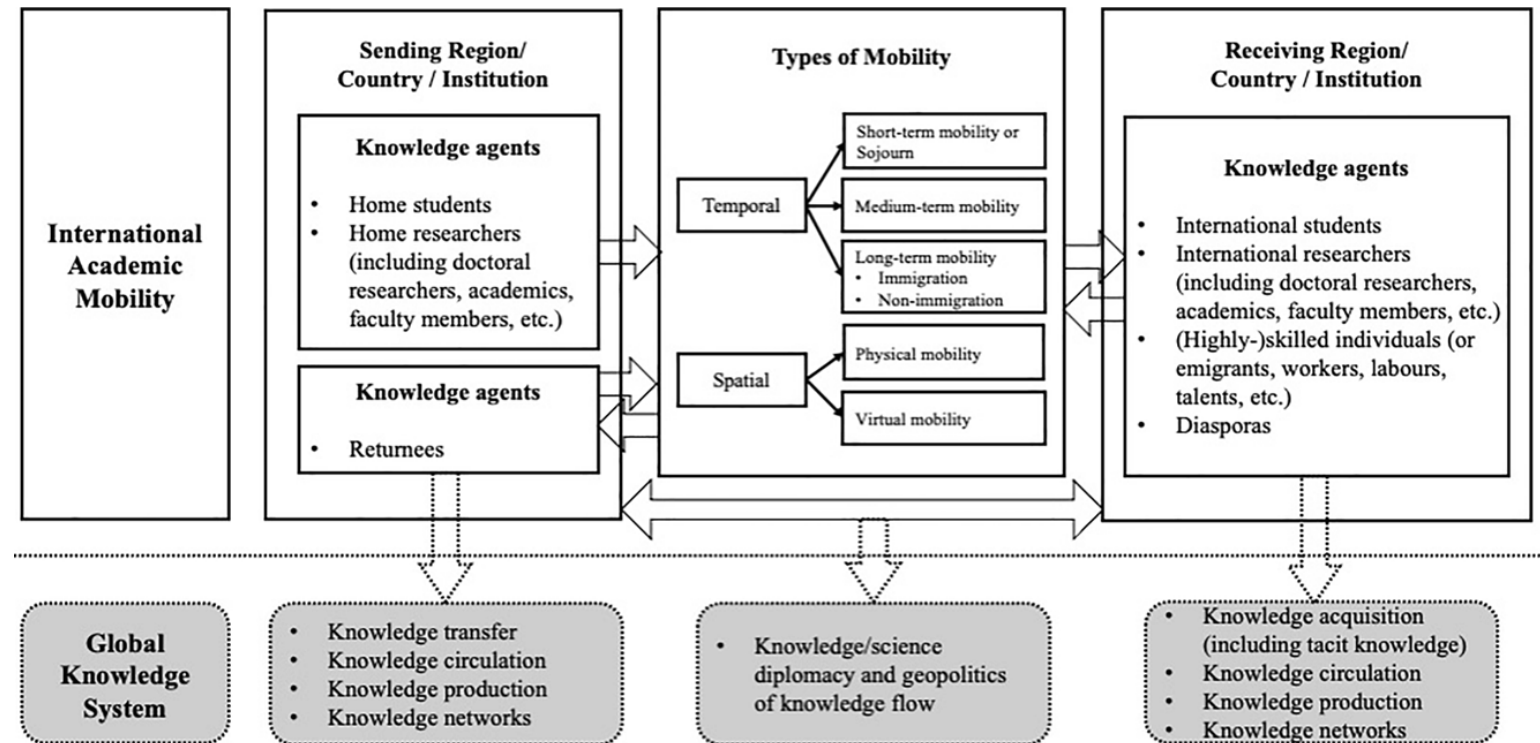 International
Academic
Mobility
Sending Region/
Country / Institution
Knowledge agents
• Home students
• Home researchers
(including doctoral
researchers, academics,
faculty members, etc.)
Knowledge agents
• Returnees
Types of Mobility
Temporal
Short-term mobility or
Sojourn
Medium-term mobility
Long-term mobility
• Immigration
• Non-immigration
Spatial
Physical mobility
Virtual mobility
Receiving Region/
Country / Institution
Knowledge agents
• International students
• International researchers
(including doctoral researchers,
academics, faculty members, etc.)
• (Highly-)skilled individuals (or
emigrants, workers, labours,
talents, etc.)
• Diasporas
Global
Knowledge
System
• Knowledge transfer
• Knowledge circulation
• Knowledge production
• Knowledge networks
• Knowledge/science
diplomacy and geopolitics
of knowledge flow
• Knowledge acquisition
(including tacit knowledge)
• Knowledge circulation
• Knowledge production
• Knowledge networks